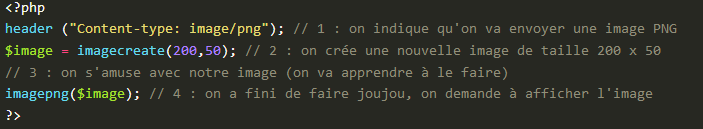 <?php
header ("Content-type: image/png"); // 1 : on indique qu'on va envoyer une image PNG
$image = imagecreate(200,50); // 2 : on crée une nouvelle image de taille 200 x 50
// 3 : on s'amuse avec notre image (on va apprendre à le faire)
imagepng($image); // 4 : on a fini de faire joujou, on demande à afficher l'image
?>